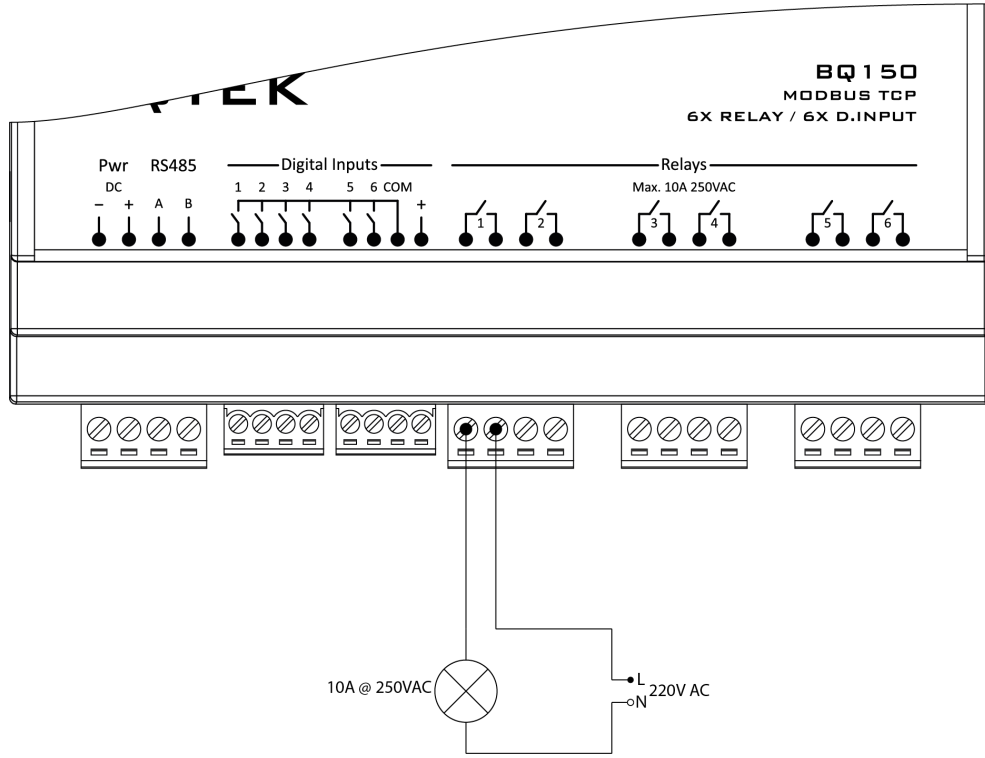 BQ150
MODBUS TCP
6X RELAY / 6X D.INPUT
Pwr RS485 Digital Inputs Relays
DC 1 2 3 4 5 6 COM Max. 10A 250VAC
− + A B +
1 2 3 4 5 6
10A @ 250VAC
L
220V AC
N